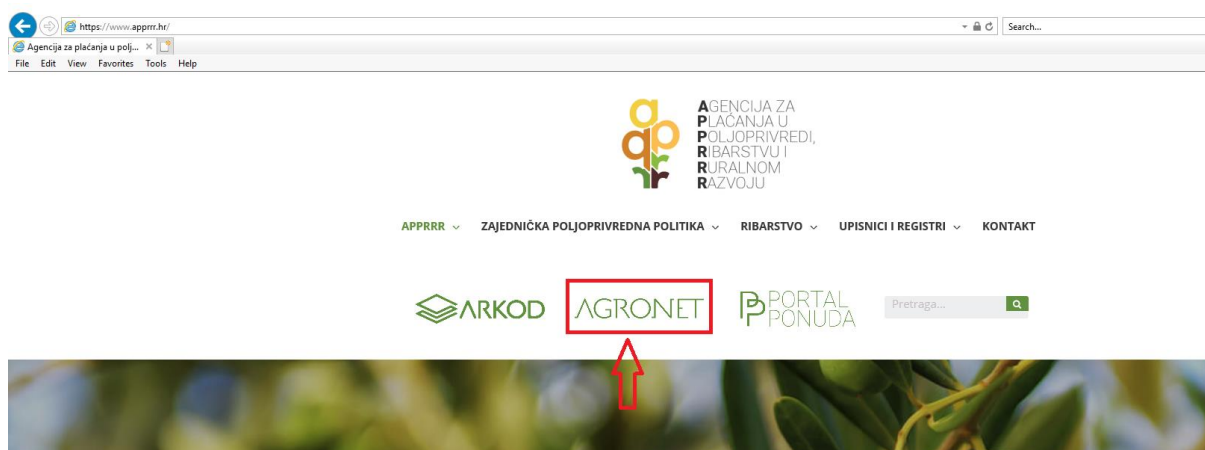 https://www.apprrr.hr/
Search...
Agencija za plaćanja u polj...
File Edit View Favorites Tools Help
AGENCIJA ZA
PLAĆANJA U
POLJOPRIVREDI,
RIBARSTVU I
RURALNOM
RAZVOJU
APPRRR ZAJEDNIČKA POLJOPRIVREDNA POLITIKA RIBARSTVO UPISNICI I REGISTRI KONTAKT
ARKOD
AGRONET
PORTAL
PONUDA
Pretraga...